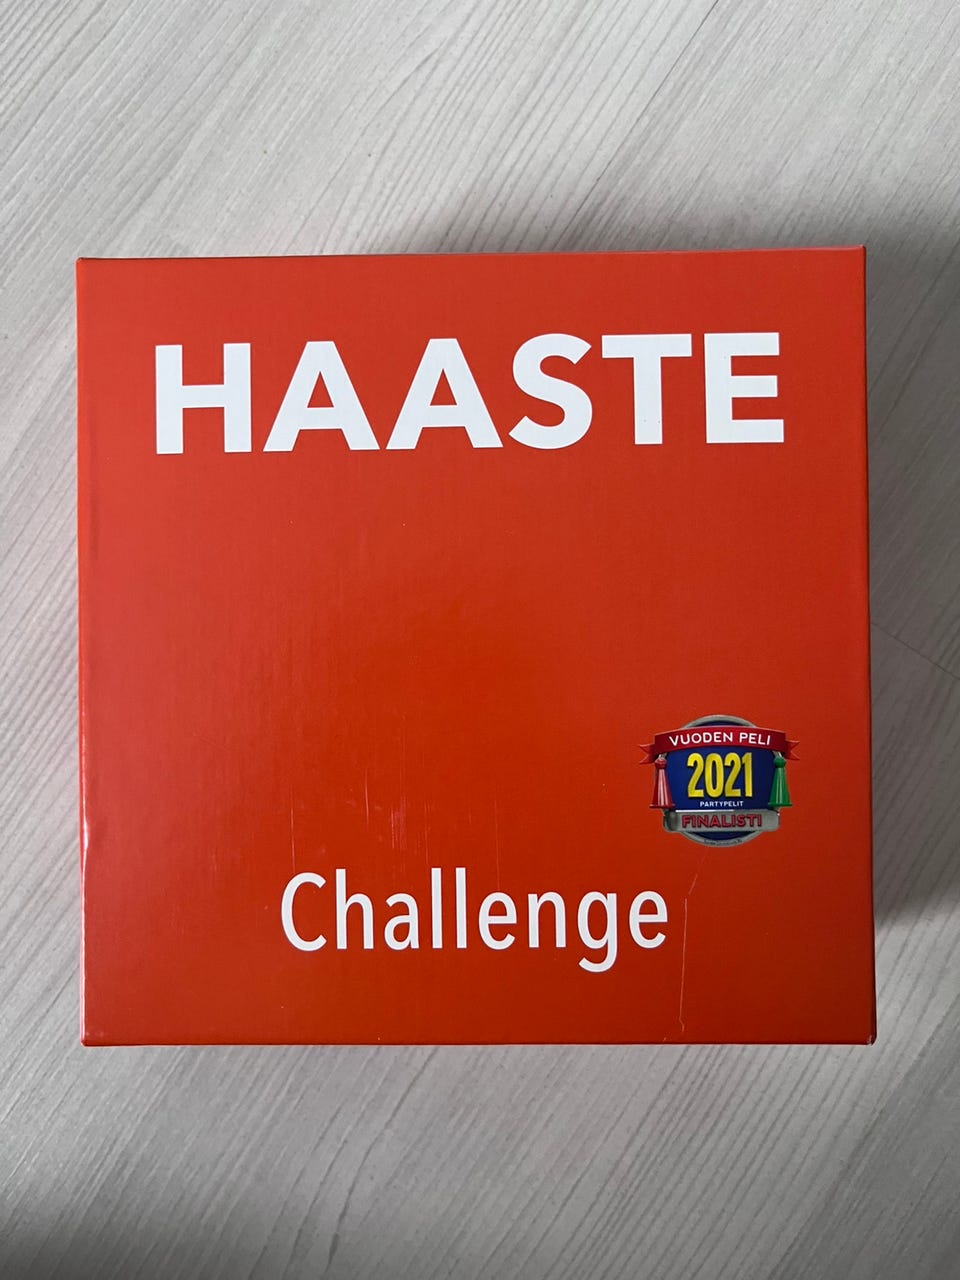 HAASTE
VUODEN PELI
2021
PARTYPELIT
FINALISTI
Challenge